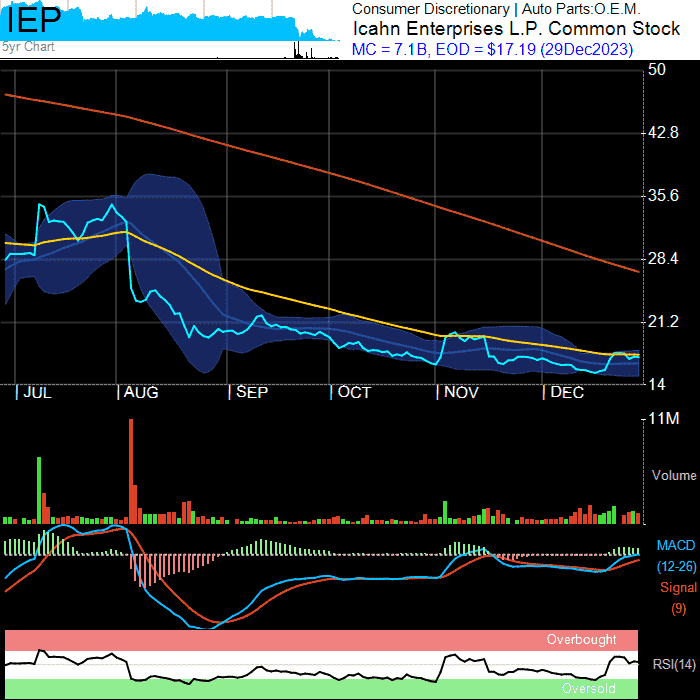 IEP
5yr Chart
Consumer Discretionary | Auto Parts:O.E.M.
Icahn Enterprises L.P. Common Stock
MC = 7.1B, EOD = $17.19 (29Dec2023)
50
42.8
35.6
28.4
21.2
14
| JUL | AUG | SEP | OCT | NOV | DEC
11M
Volume
MACD
(12-26)
Signal
(9)
Overbought
RSI(14)
Oversold